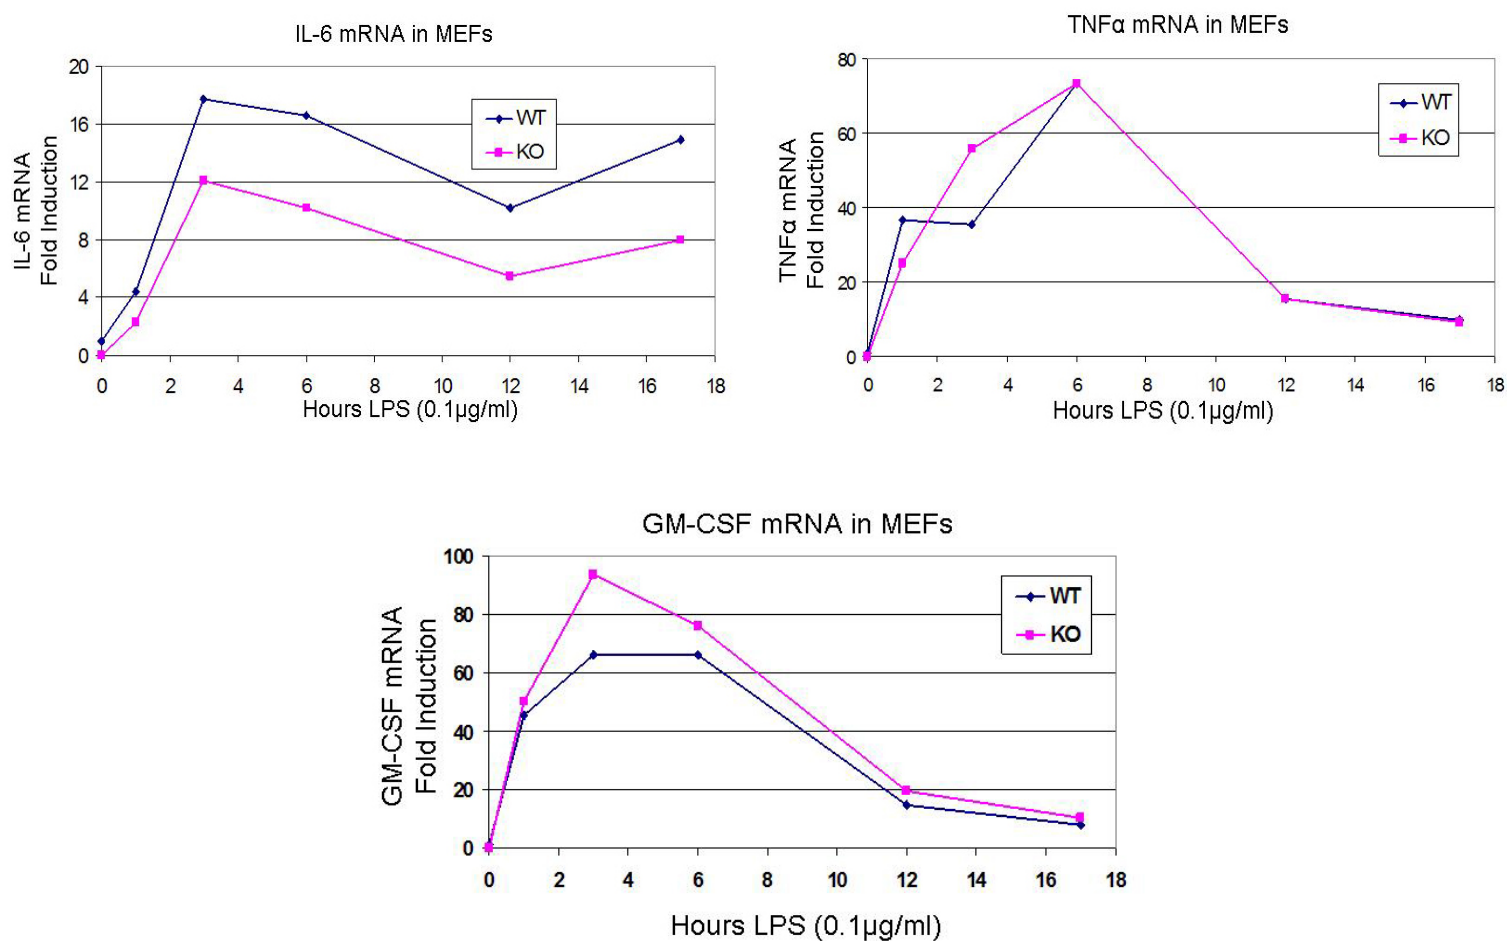 IL-6 mRNA in MEFs
IL-6 mRNA
Fold Induction
20
16
12
8
4
0
WT
KO
0 2 4 6 8 10 12 14 16 18
Hours LPS (0.1µg/ml)
TNFα mRNA in MEFs
TNFα mRNA
Fold Induction
80
60
40
20
0
WT
KO
0 2 4 6 8 10 12 14 16 18
Hours LPS (0.1µg/ml)
GM-CSF mRNA in MEFs
GM-CSF mRNA
Fold Induction
100
80
60
40
20
0
WT
KO
0 2 4 6 8 10 12 14 16 18
Hours LPS (0.1µg/ml)